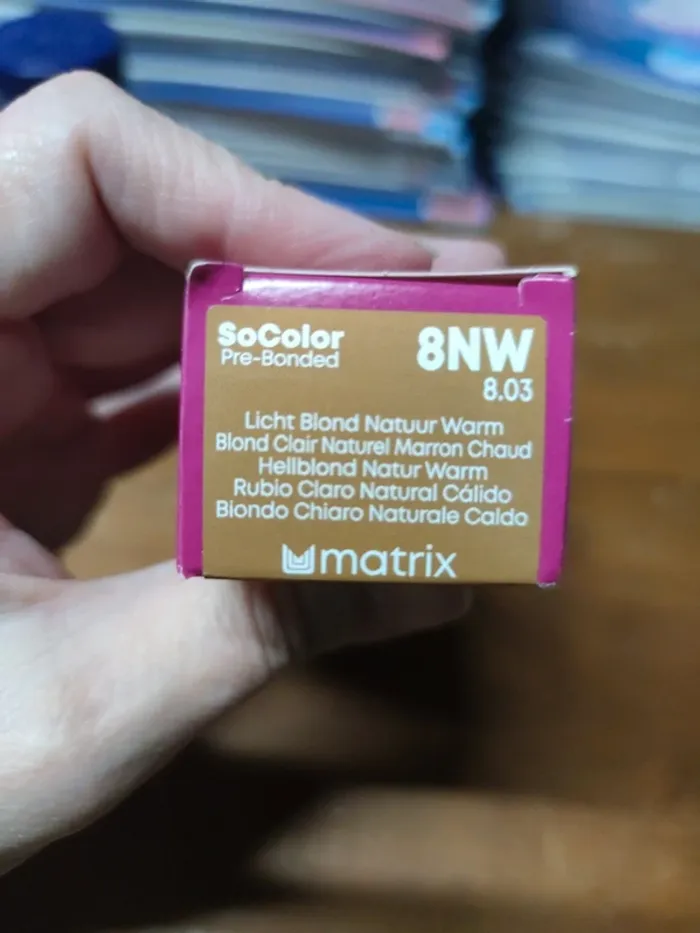 SoColor
Pre-Bonded
8NW
8.03
Licht Blond Natuur Warm
Blond Clair Naturel Marron Chaud
Hellblond Natur Warm
Rubio Claro Natural Cálido
Biondo Chiaro Naturale Caldo
matrix